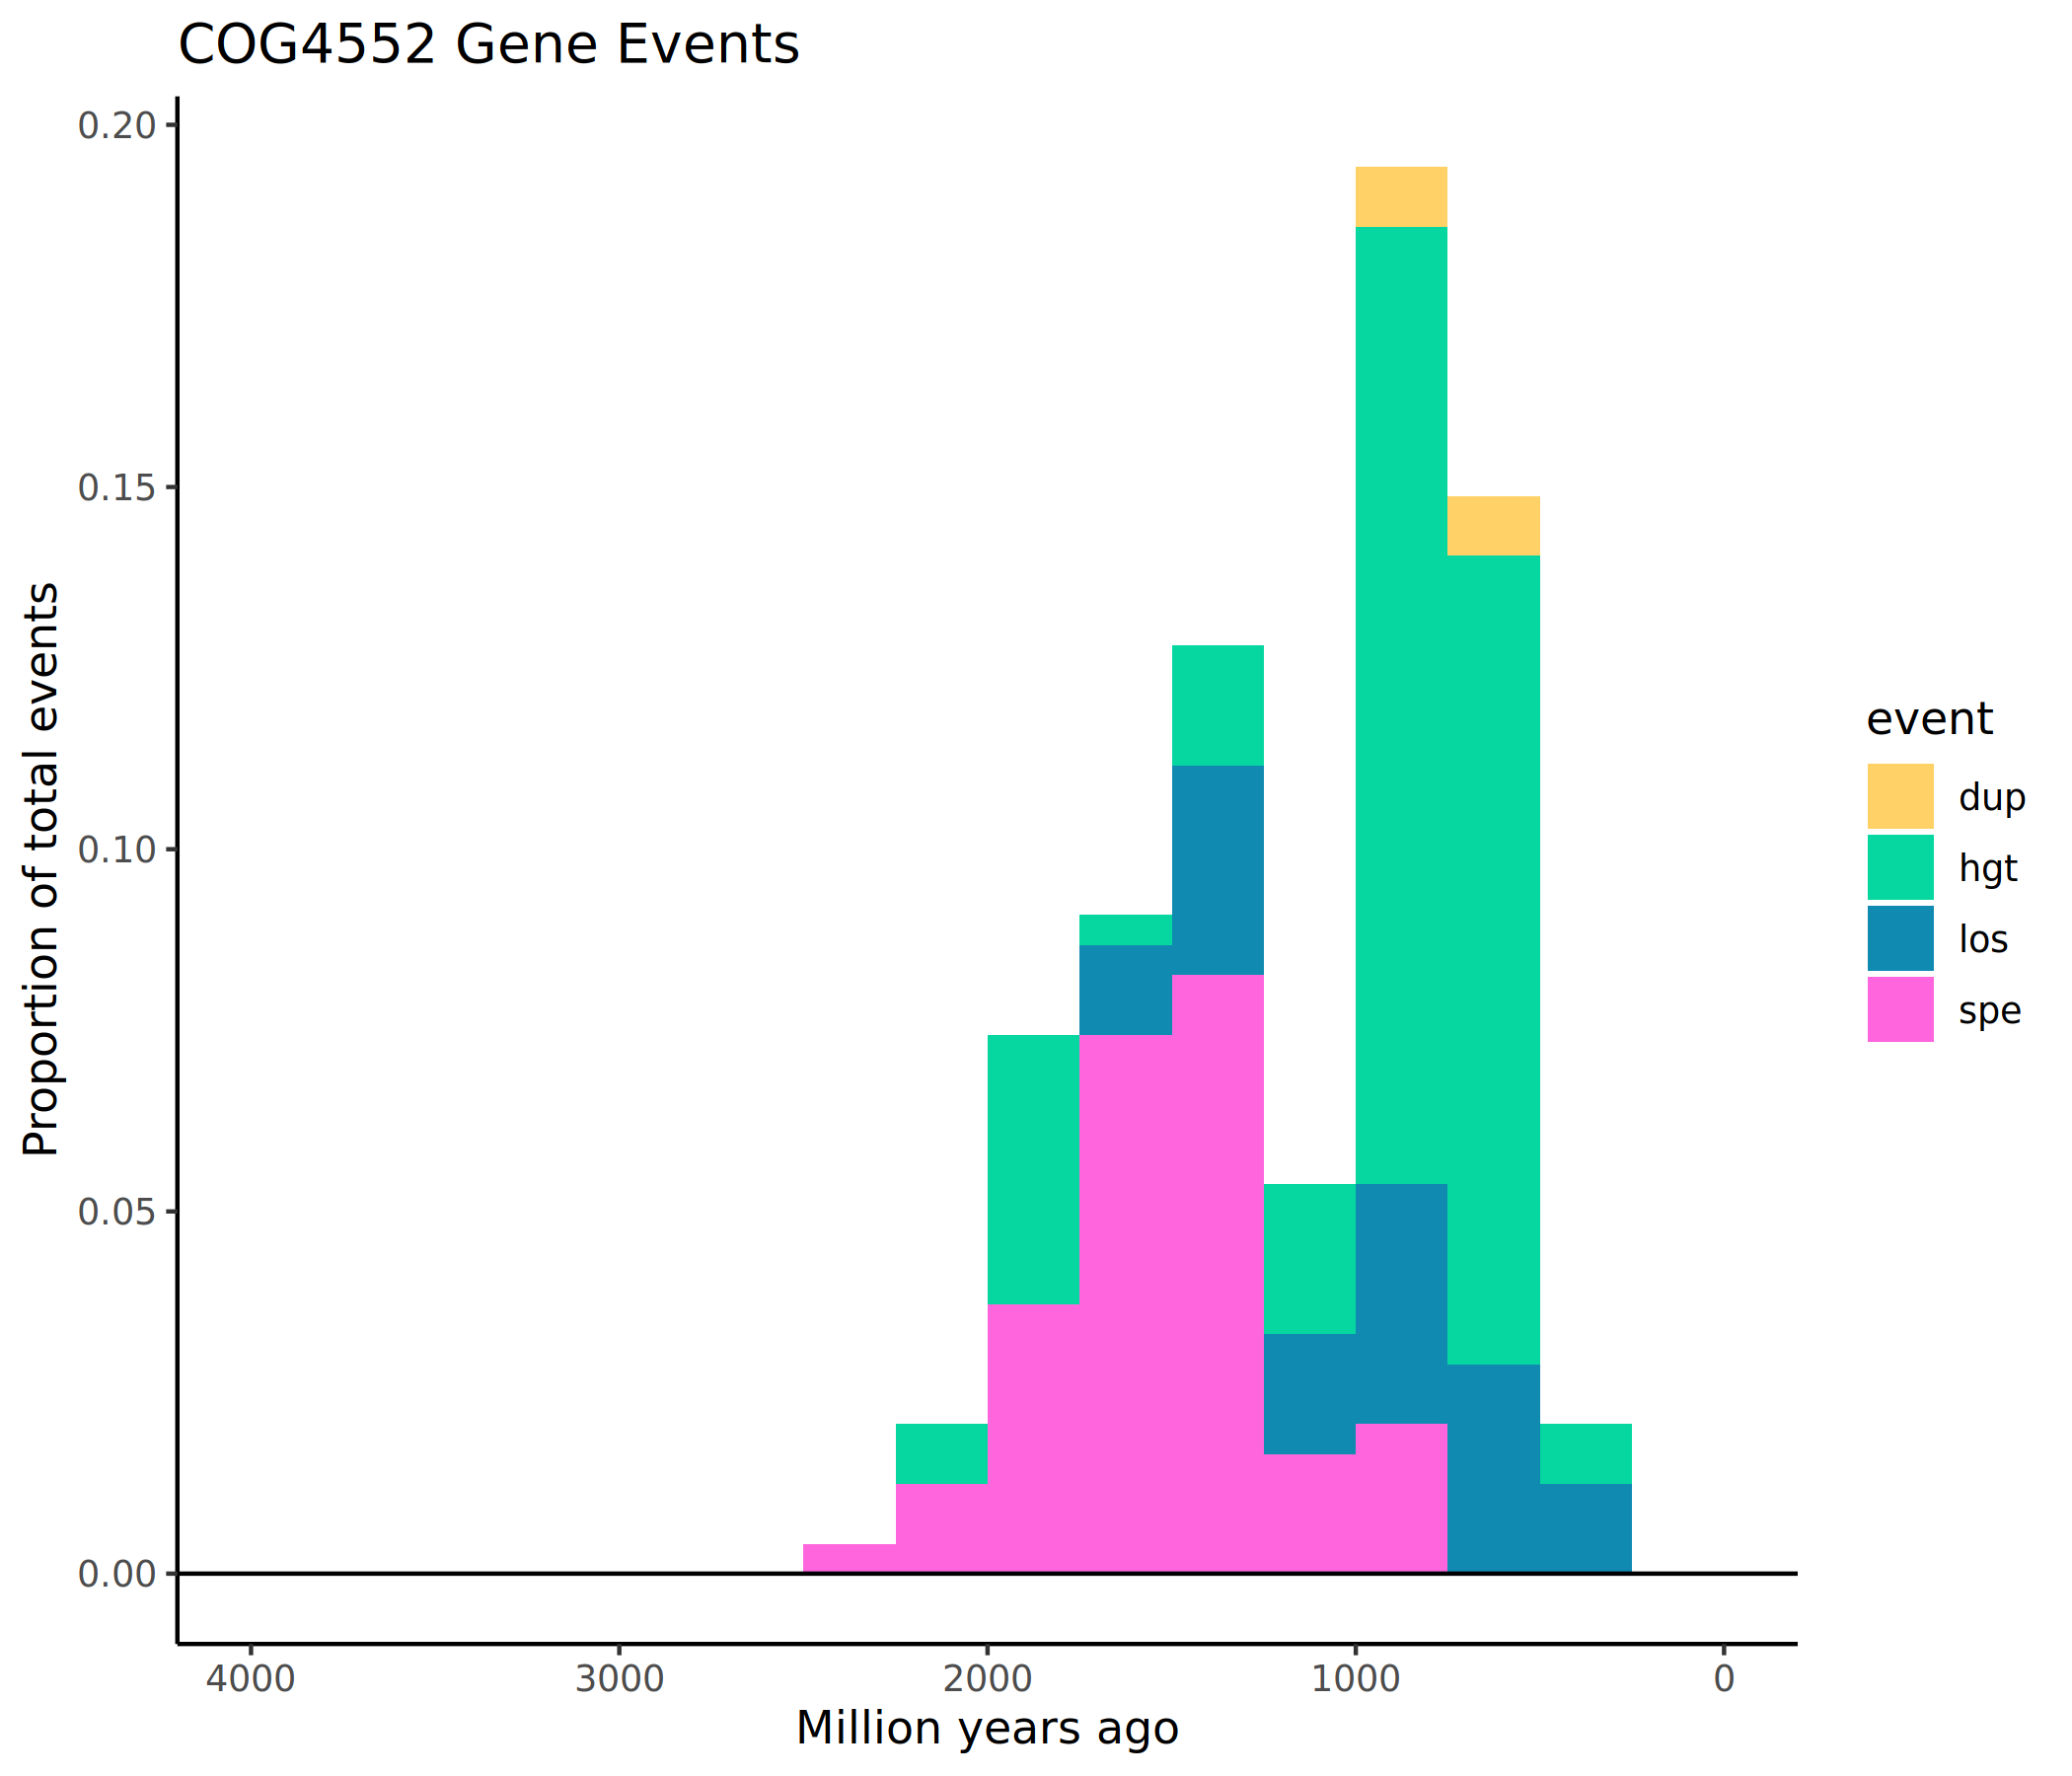 COG4552 Gene Events
0.20
0.15
0.10
0.05
0.00
Proportion of total events
4000 3000 2000 1000 0
Million years ago
event
dup
hgt
los
spe